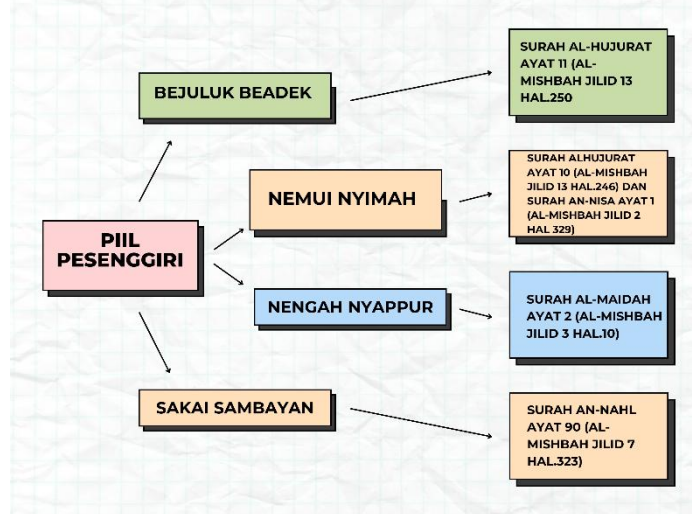 PIIL
PESENGGIRI
BEJULUK BEADEK
SURAH AL-HUJURAT
AYAT 11 (AL-
MISHBAH JILID 13
HAL.250
NEMUI NYIMAH
SURAH ALHUJURAT
AYAT 10 (AL-MISHBAH
JILID 13 HAL.246) DAN
SURAH AN-NISA AYAT 1
(AL-MISHBAH JILID 2
HAL 329)
NENGAH NYAPPUR
SURAH AL-MAIDAH
AYAT 2 (AL-MISHBAH
JILID 3 HAL.10)
SAKAI SAMBAYAN
SURAH AN-NAHL
AYAT 90 (AL-
MISHBAH JILID 7
HAL.323)